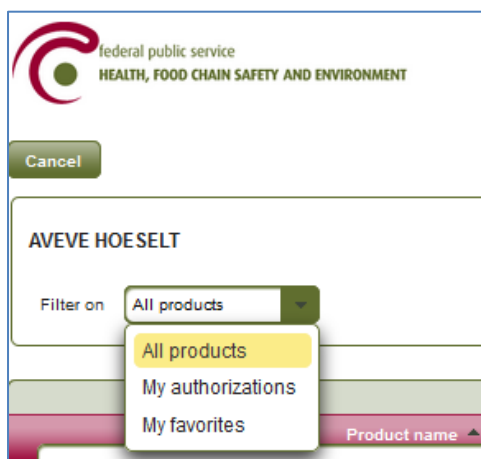 federal public service
HEALTH, FOOD CHAIN SAFETY AND ENVIRONMENT
Cancel
AVEVE HOESELT
Filter on All products
All products
My authorizations
My favorites
Product name